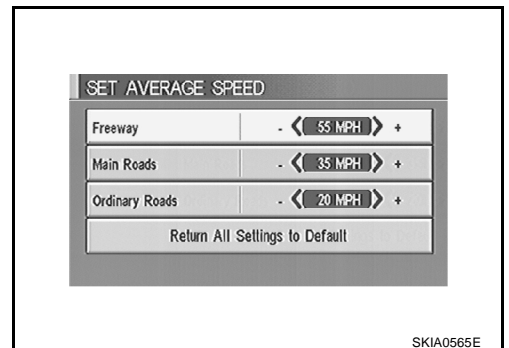 SET AVERAGE SPEED
Freeway - 55 MPH +
Main Roads - 35 MPH +
Ordinary Roads - 20 MPH +
Return All Settings to Default
SKIA0565E